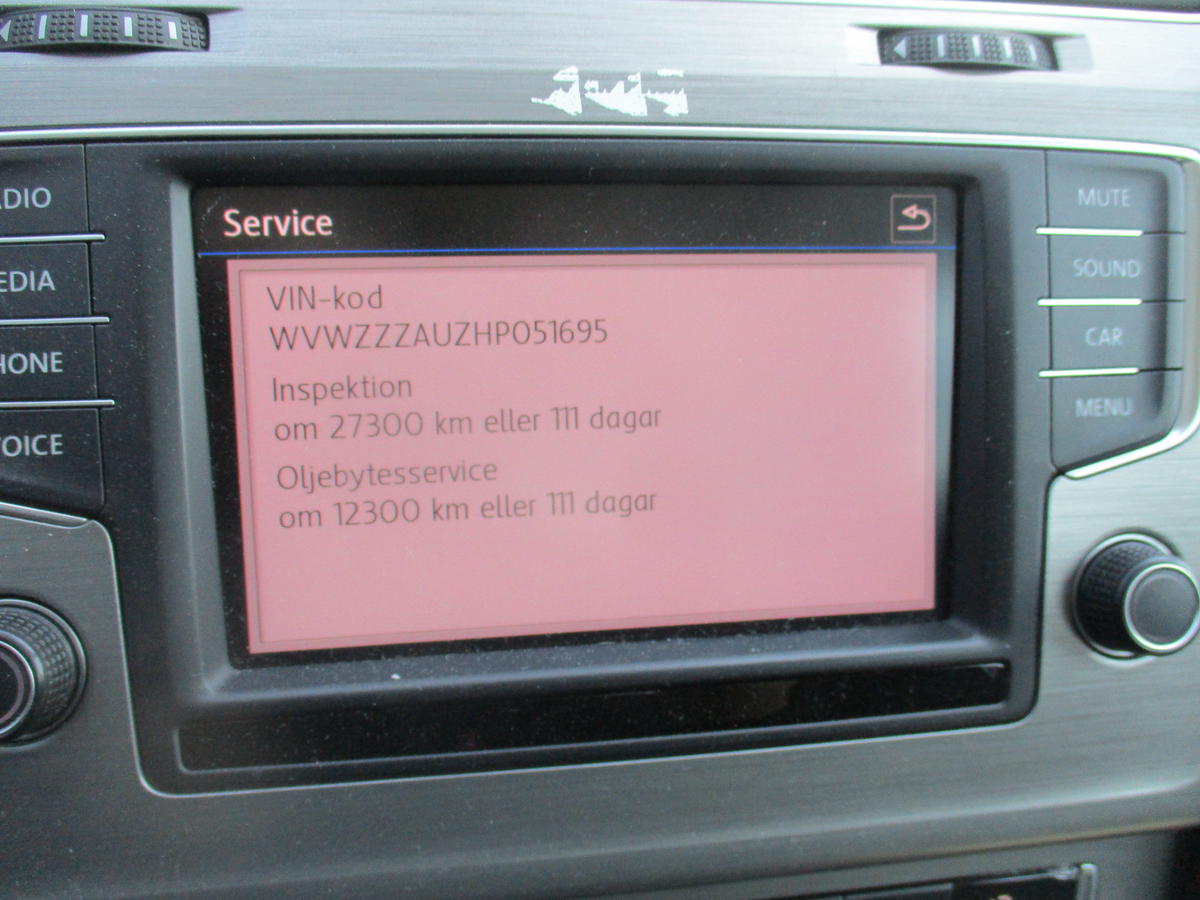 Service
VIN-kod
WVWZZZAUZHP051695
Inspektion
om 27300 km eller 111 dagar
Oljebytesservice
om 12300 km eller 111 dagar
MUTE
SOUND
CAR
MENU
ADIO
EDIA
HONE
OICE